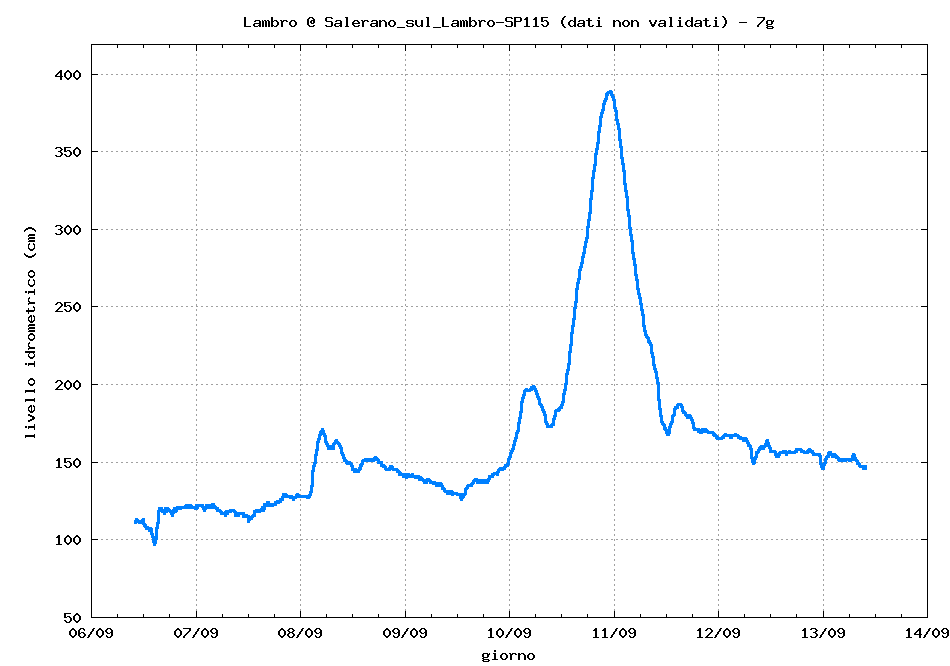 Lambro @ Salerano_sul_Lambro-SP115 (dati non validati) - 7g
400
350
300
250
200
150
100
50
livello idrometrico (cm)
06/09 07/09 08/09 09/09 10/09 11/09 12/09 13/09 14/09
giorno